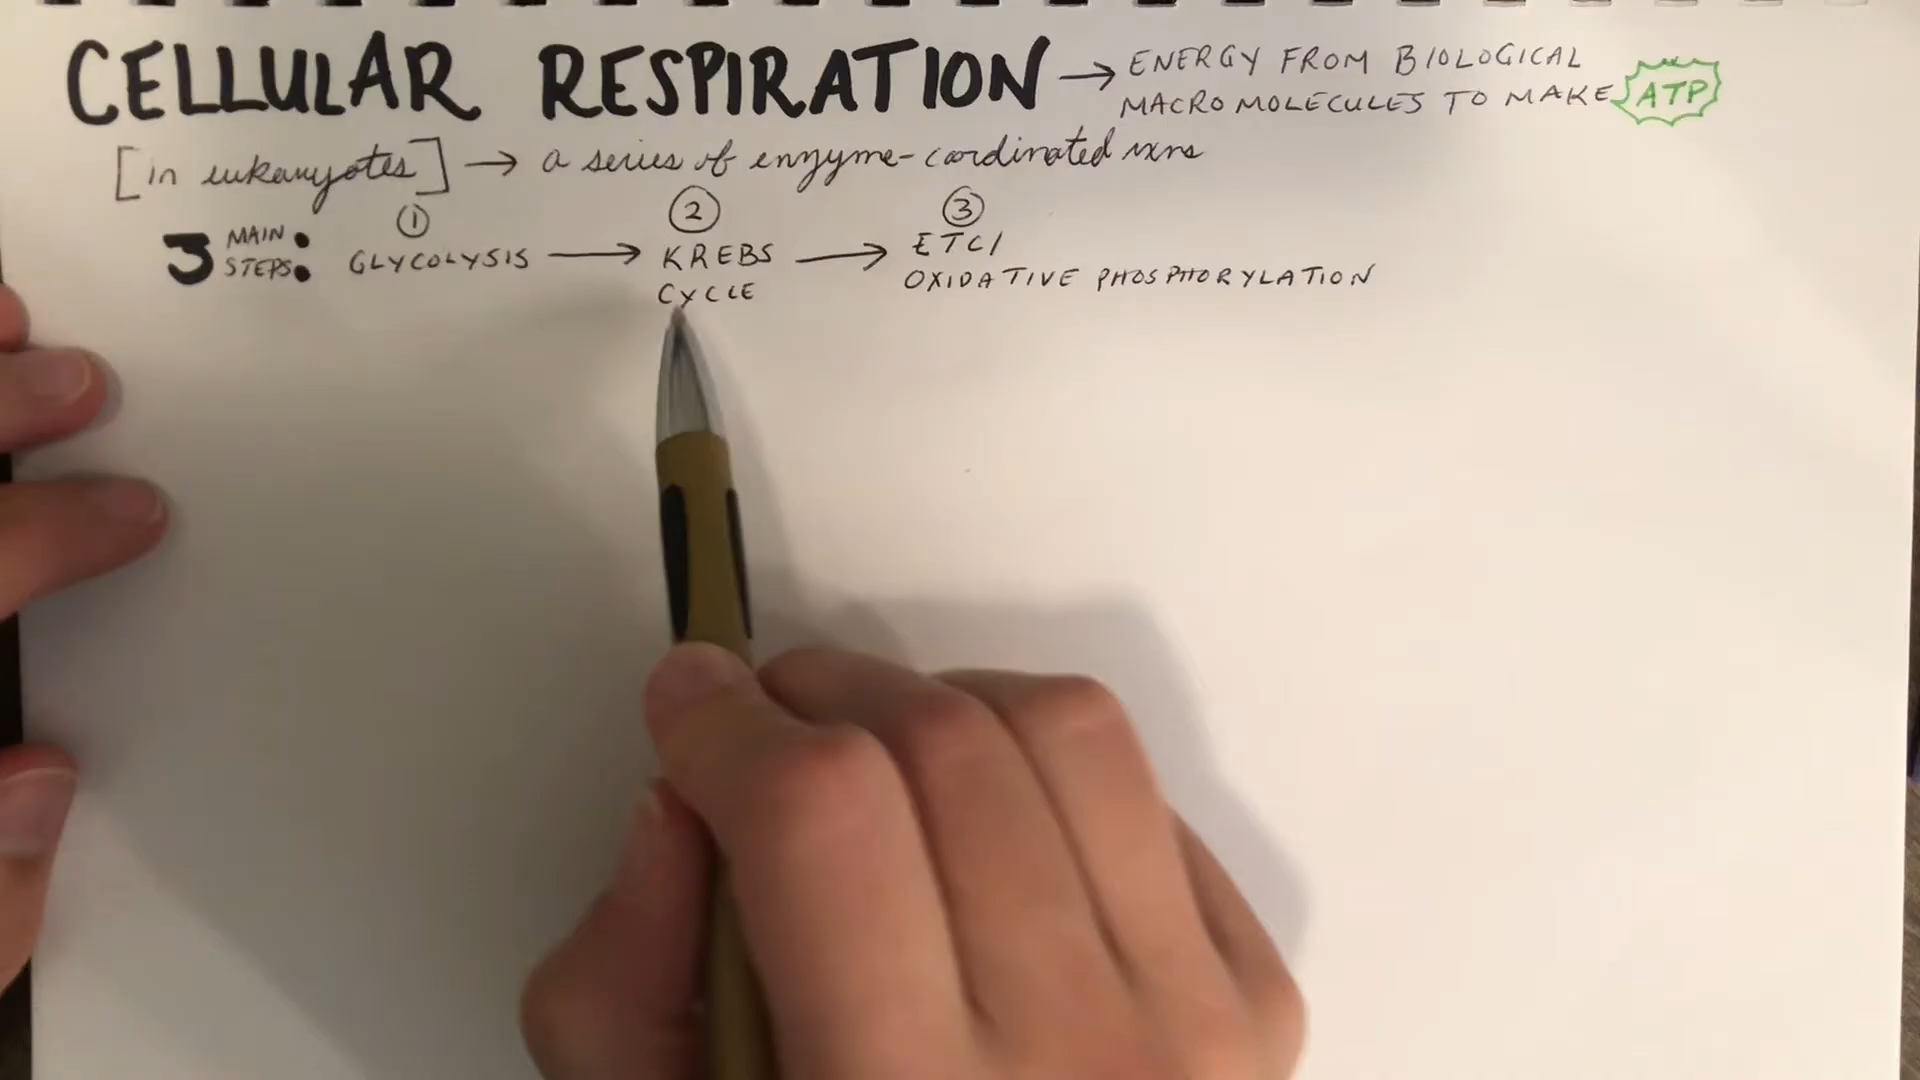 CELLULAR RESPIRATION → ENERGY FROM BIOLOGICAL
MACROMOLECULES TO MAKE ATP
[in eukaryotes] → a series of enzyme-cordinated rxns
① ② ③
3 MAIN STEPS: GLYCOLYSIS → KREBS CYCLE → ETC/
OXIDATIVE PHOSPHORYLATION